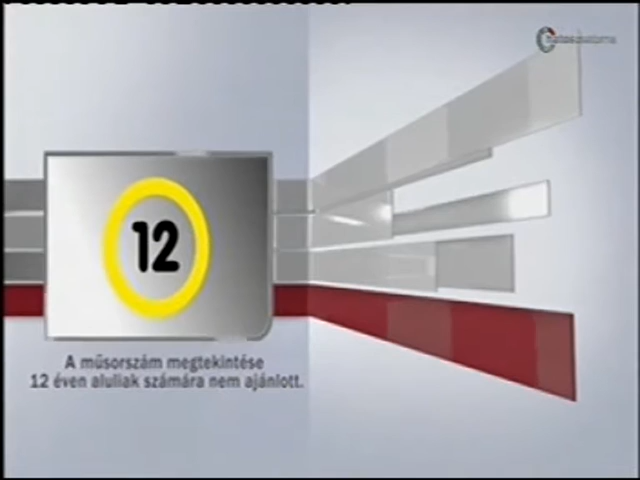 12
A műsorszám megtekintése
12 éven aluliak számára nem ajánlott.